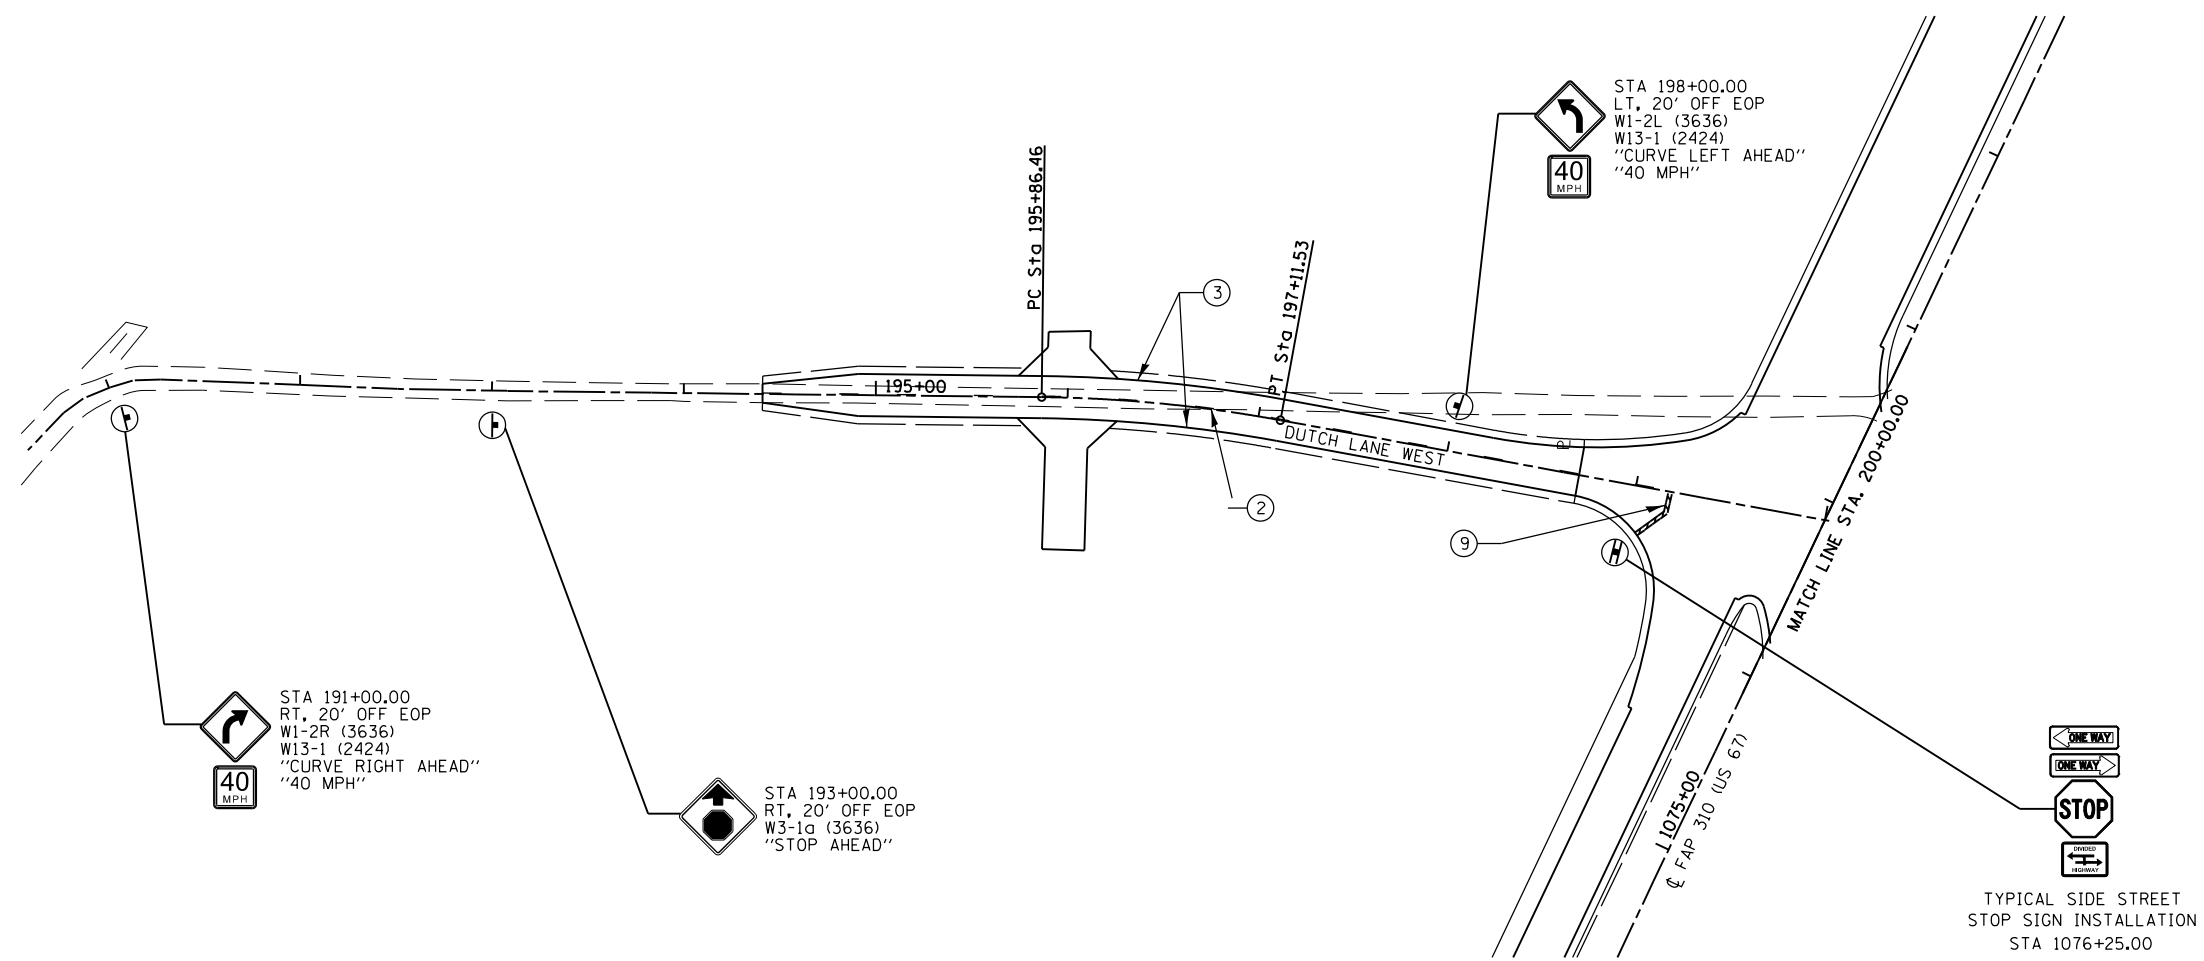 STA 198+00.00
LT, 20' OFF EOP
W1-2L (3636)
W13-1 (2424)
"CURVE LEFT AHEAD"
"40 MPH"
40
MPH
PC Sta 195+86.46
PT Sta 197+11.53
3
195+00
DUTCH LANE WEST
2
9
MATCH LINE STA. 200+00.00
STA 191+00.00
RT, 20' OFF EOP
W1-2R (3636)
W13-1 (2424)
"CURVE RIGHT AHEAD"
"40 MPH"
40
MPH
STA 193+00.00
RT, 20' OFF EOP
W3-1a (3636)
"STOP AHEAD"
1075+00
℄ FAP 310 (US 67)
ONE WAY
ONE WAY
STOP
DIVIDED
HIGHWAY
TYPICAL SIDE STREET
STOP SIGN INSTALLATION
STA 1076+25.00